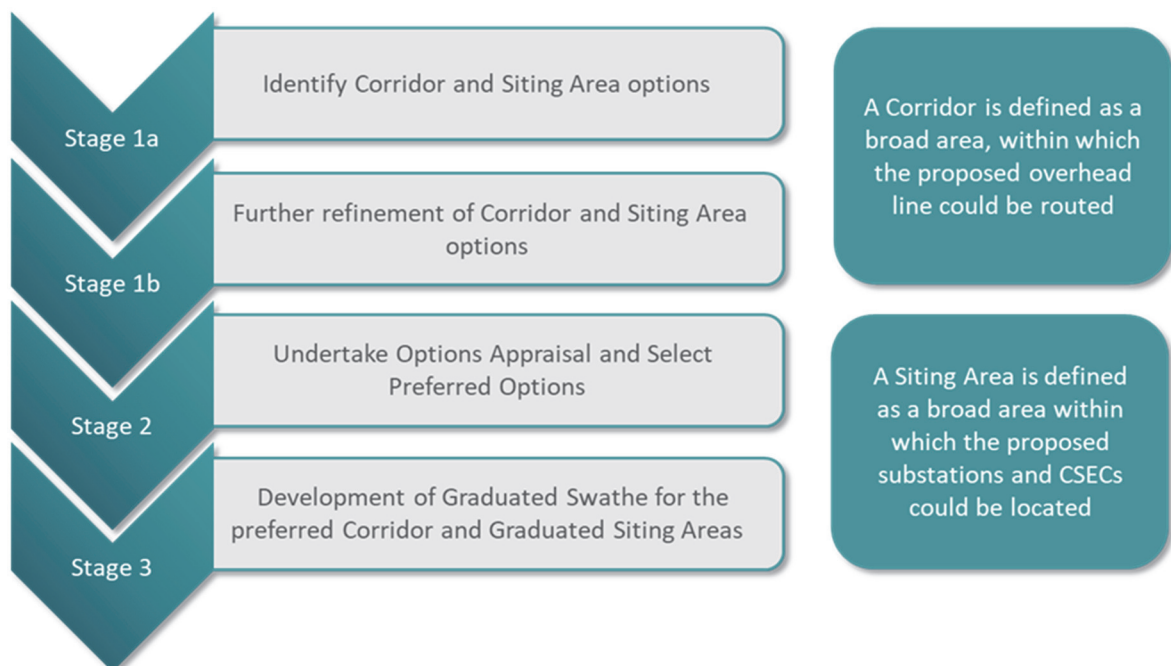 Stage 1a
Identify Corridor and Siting Area options
Stage 1b
Further refinement of Corridor and Siting Area
options
Stage 2
Undertake Options Appraisal and Select
Preferred Options
Stage 3
Development of Graduated Swathe for the
preferred Corridor and Graduated Siting Areas
A Corridor is defined as a
broad area, within which
the proposed overhead
line could be routed
A Siting Area is defined
as a broad area within
which the proposed
substations and CSECs
could be located